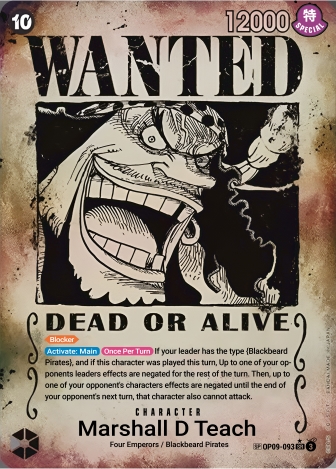 10
12000
特
SPECIAL
WANTED
DEAD OR ALIVE
Blocker
Activate: Main Once Per Turn If your leader has the type {Blackbeard
Pirates}, and if this character was played this turn, Up to one of your op-
ponents leaders effects are negated for the rest of the turn. Then, up to
one of your opponent's characters effects are negated until the end of
your opponent's next turn, that character also cannot attack.
CHARACTER
Marshall D Teach
Four Emperors / Blackbeard Pirates
SP OP09-093 SR 3